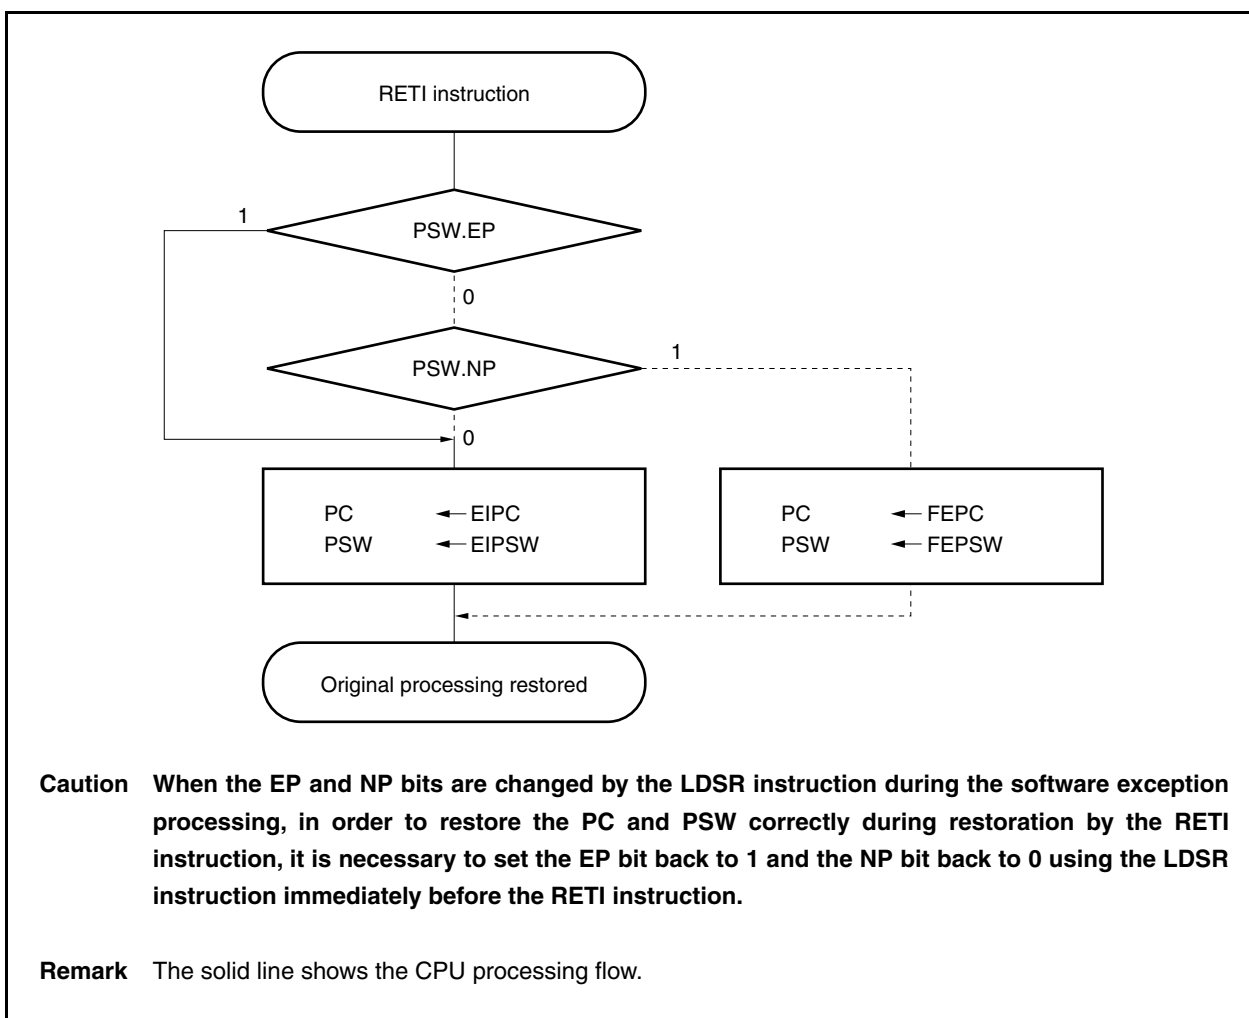 RETI instruction
1
PSW.EP
0
PSW.NP
1
0
PC ← EIPC
PSW ← EIPSW
PC ← FEPC
PSW ← FEPSW
Original processing restored
Caution When the EP and NP bits are changed by the LDSR instruction during the software exception
processing, in order to restore the PC and PSW correctly during restoration by the RETI
instruction, it is necessary to set the EP bit back to 1 and the NP bit back to 0 using the LDSR
instruction immediately before the RETI instruction.
Remark The solid line shows the CPU processing flow.